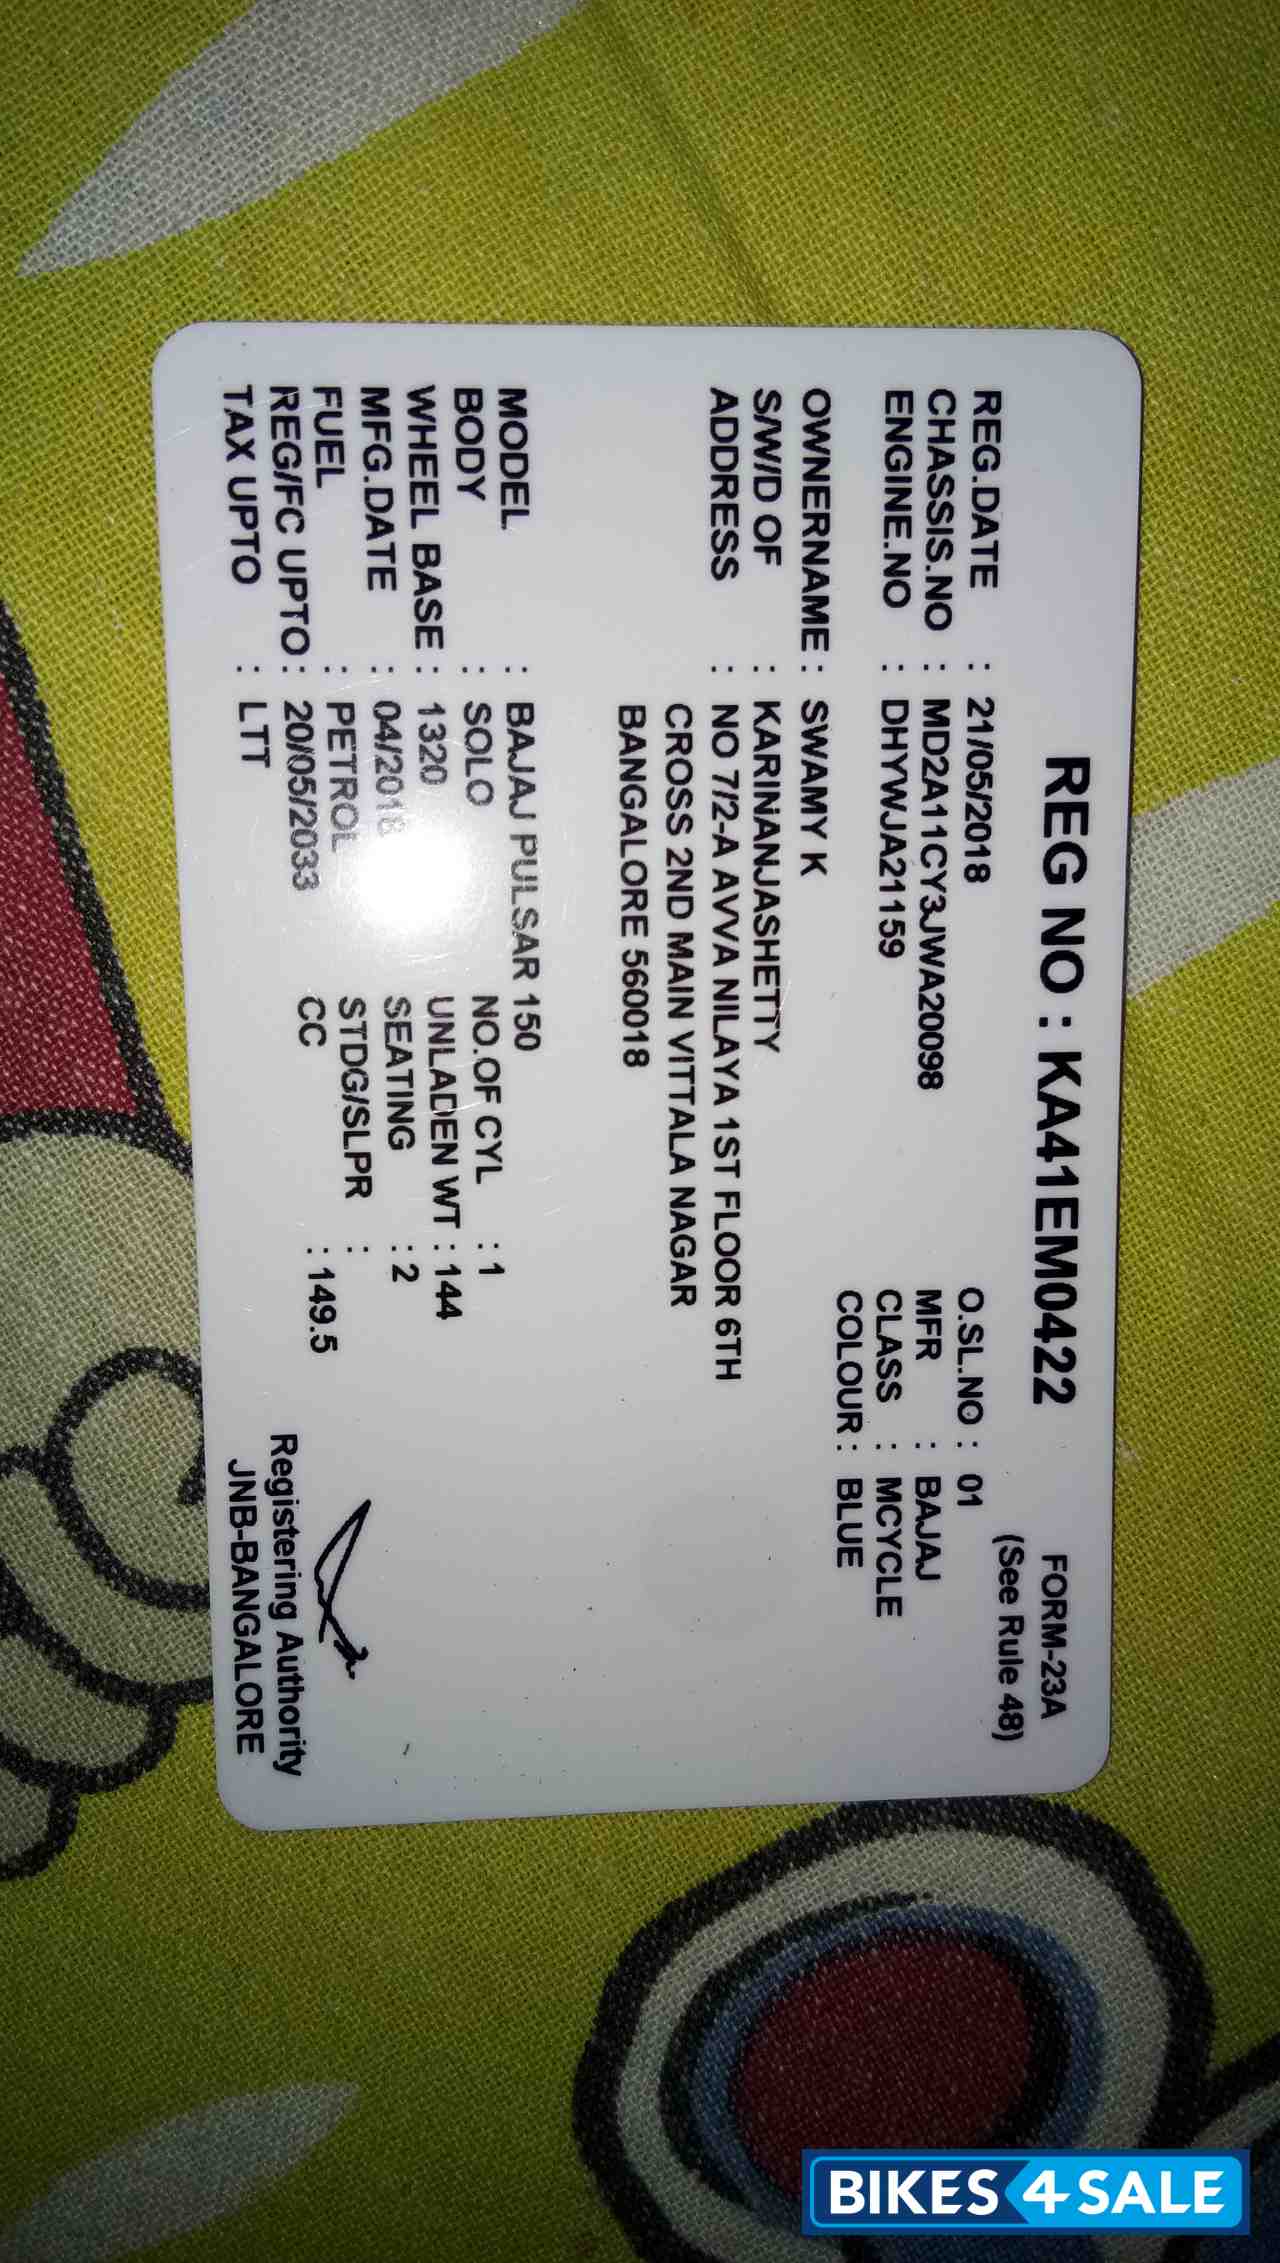 REG NO : KA41EM0422 FORM-23A
(See Rule 48)
REG.DATE : 21/05/2018 O.SL.NO : 01
CHASSIS.NO : MD2A11CY3JWA20098 MFR : BAJAJ
ENGINE.NO : DHYWJA21159 CLASS : MCYCLE
COLOUR : BLUE
OWNERNAME : SWAMY K
S/W/D OF : KARINANJASHETTY
ADDRESS : NO 7/2-A AVVA NILAYA 1ST FLOOR 6TH
CROSS 2ND MAIN VITTALA NAGAR
BANGALORE 560018
MODEL : BAJAJ PULSAR 150
BODY : SOLO NO.OF CYL : 1
WHEEL BASE : 1320 UNLADEN WT : 144
MFG.DATE : 04/2018 SEATING : 2
FUEL : PETROL STDG/SLPR :
REG/FC UPTO : 20/05/2033 CC : 149.5
TAX UPTO : LTT
Registering Authority
JNB-BANGALORE
BIKES4SALE